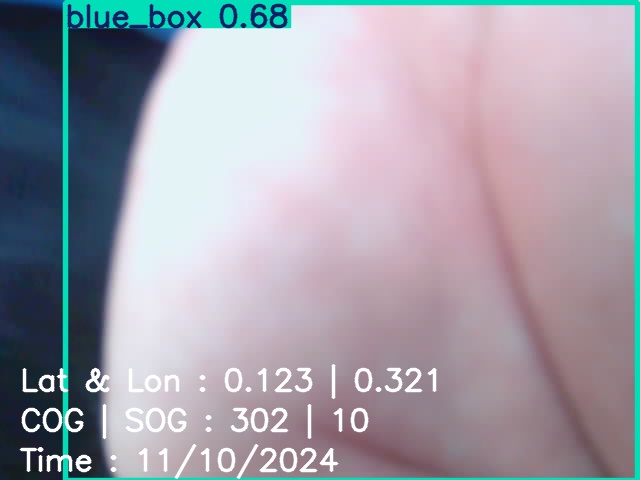 blue_box 0.68
Lat & Lon : 0.123 | 0.321
COG | SOG : 302 | 10
Time : 11/10/2024